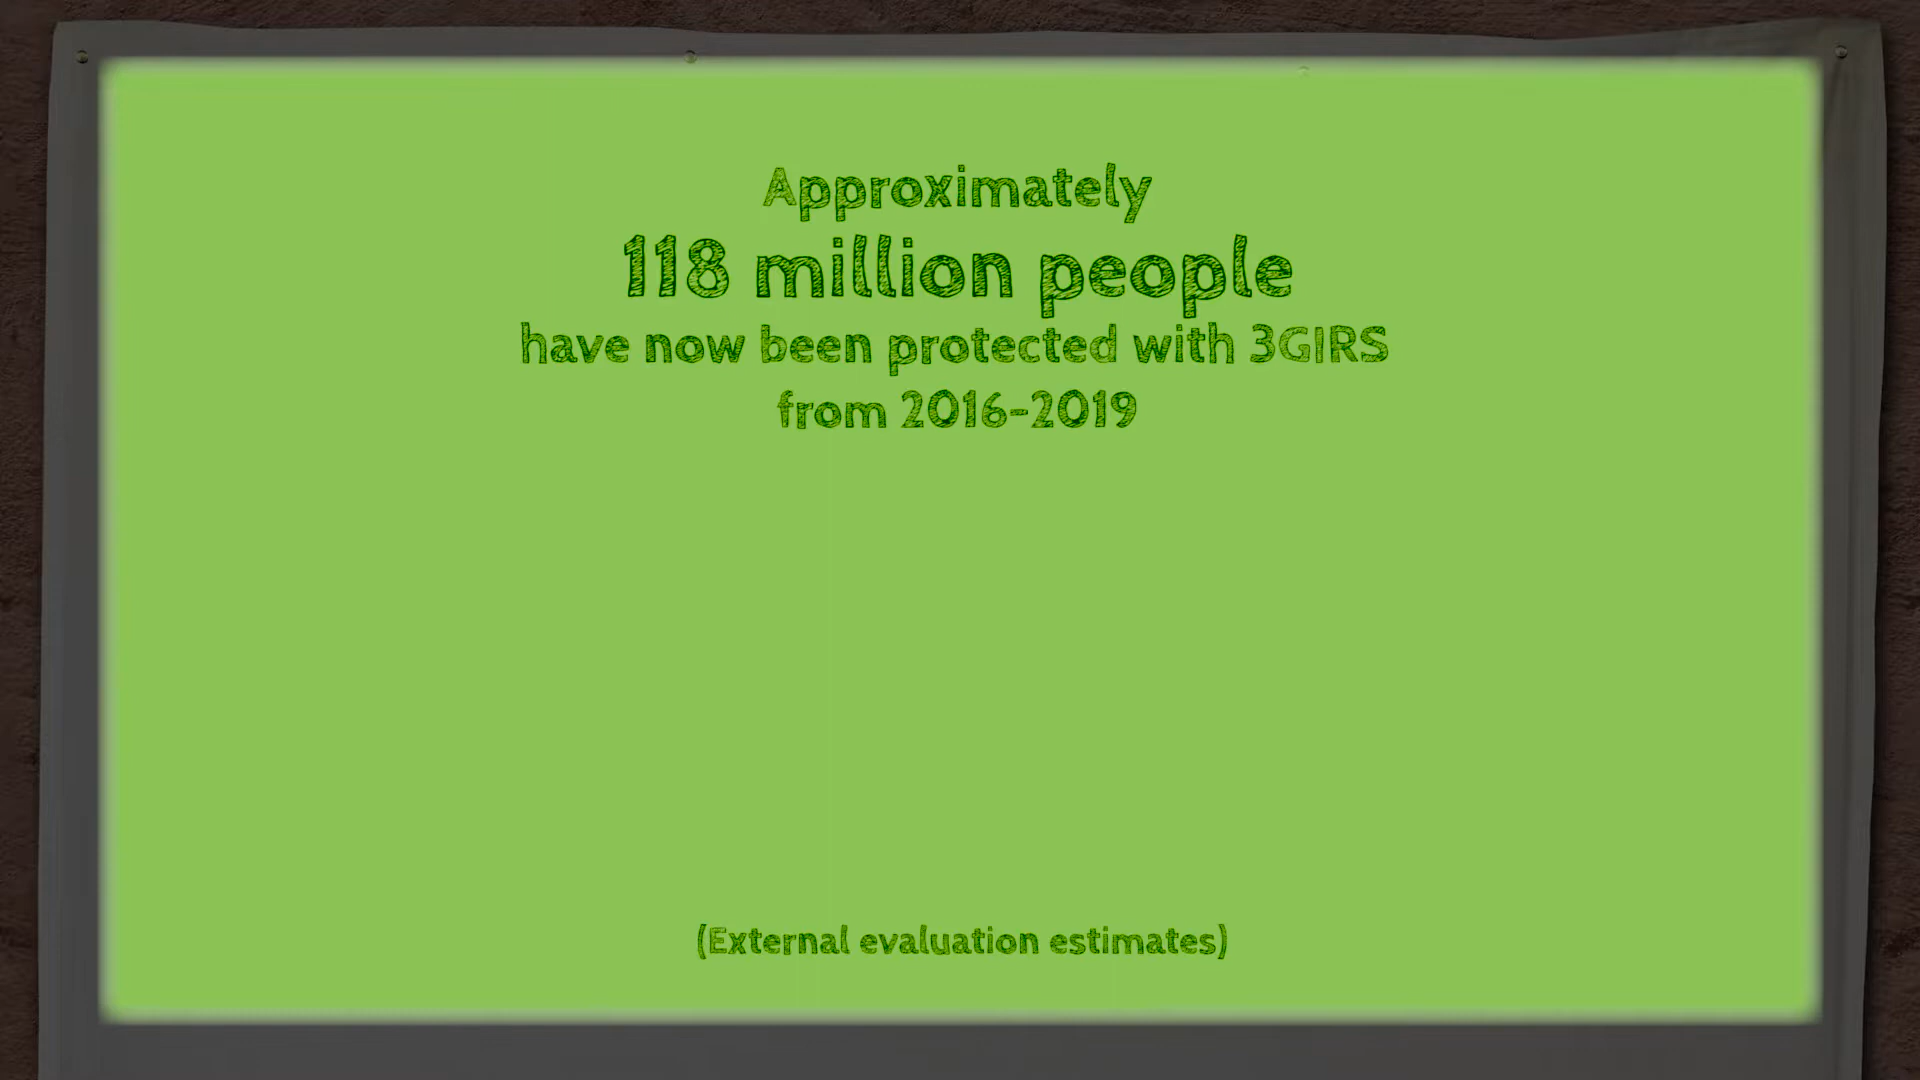 Approximately
118 million people
have now been protected with 3GIRS
from 2016-2019
(External evaluation estimates)